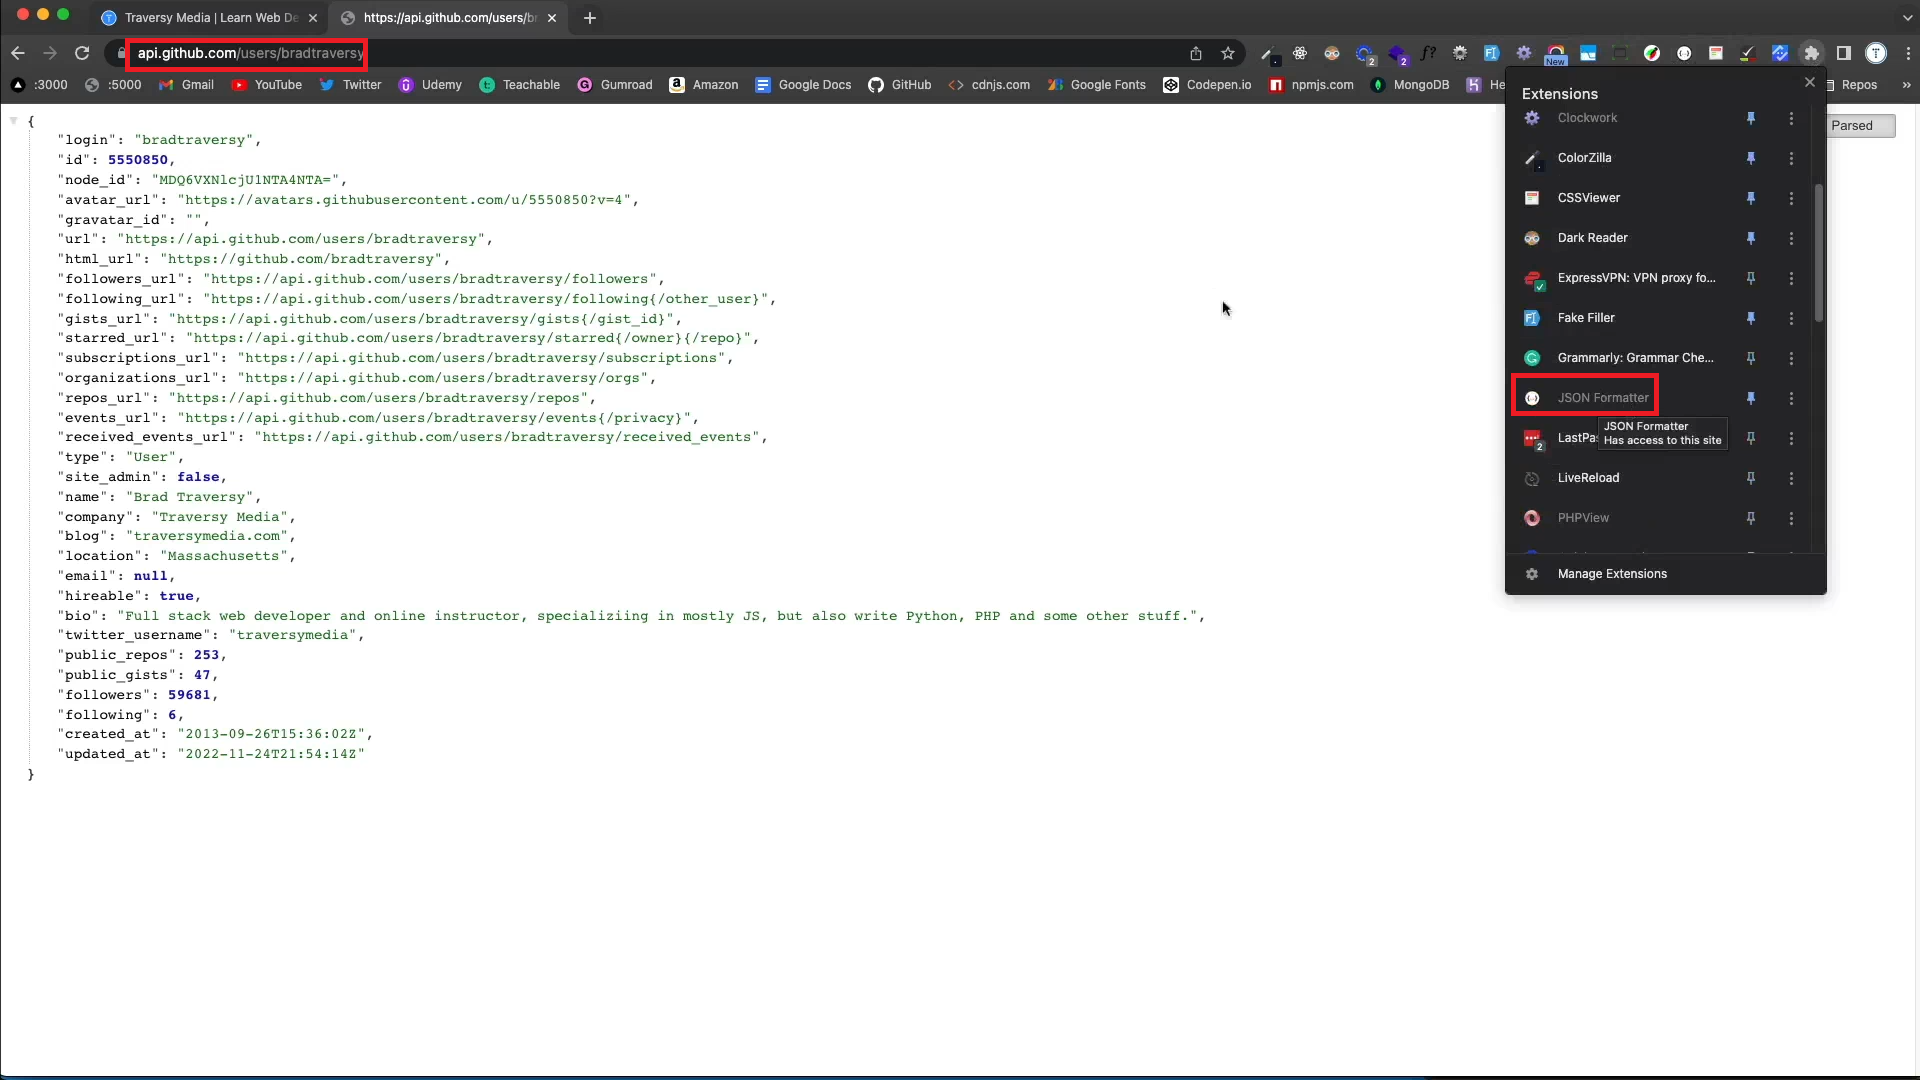 Traversy Media | Learn Web De
https://api.github.com/users/br
api.github.com/users/bradtraversy
2
2
f?
FI
New
:3000
:5000
Gmail
YouTube
Twitter
Udemy
Teachable
Gumroad
Amazon
Google Docs
GitHub
cdnjs.com
Google Fonts
Codepen.io
npmjs.com
MongoDB
He
Repos
»
{
"login": "bradtraversy",
"id": 5550850,
"node_id": "MDQ6VXNlcjU1NTA4NTA=",
"avatar_url": "https://avatars.githubusercontent.com/u/5550850?v=4",
"gravatar_id": "",
"url": "https://api.github.com/users/bradtraversy",
"html_url": "https://github.com/bradtraversy",
"followers_url": "https://api.github.com/users/bradtraversy/followers",
"following_url": "https://api.github.com/users/bradtraversy/following{/other_user}",
"gists_url": "https://api.github.com/users/bradtraversy/gists{/gist_id}",
"starred_url": "https://api.github.com/users/bradtraversy/starred{/owner}{/repo}",
"subscriptions_url": "https://api.github.com/users/bradtraversy/subscriptions",
"organizations_url": "https://api.github.com/users/bradtraversy/orgs",
"repos_url": "https://api.github.com/users/bradtraversy/repos",
"events_url": "https://api.github.com/users/bradtraversy/events{/privacy}",
"received_events_url": "https://api.github.com/users/bradtraversy/received_events",
"type": "User",
"site_admin": false,
"name": "Brad Traversy",
"company": "Traversy Media",
"blog": "traversymedia.com",
"location": "Massachusetts",
"email": null,
"hireable": true,
"bio": "Full stack web developer and online instructor, specializiing in mostly JS, but also write Python, PHP and some other stuff.",
"twitter_username": "traversymedia",
"public_repos": 253,
"public_gists": 47,
"followers": 59681,
"following": 6,
"created_at": "2013-09-26T15:36:02Z",
"updated_at": "2022-11-24T21:54:14Z"
}
Extensions
Clockwork
ColorZilla
CSSViewer
Dark Reader
ExpressVPN: VPN proxy fo...
Fake Filler
Grammarly: Grammar Che...
JSON Formatter
JSON Formatter
Has access to this site
LastPa
2
LiveReload
PHPView
Manage Extensions
Parsed